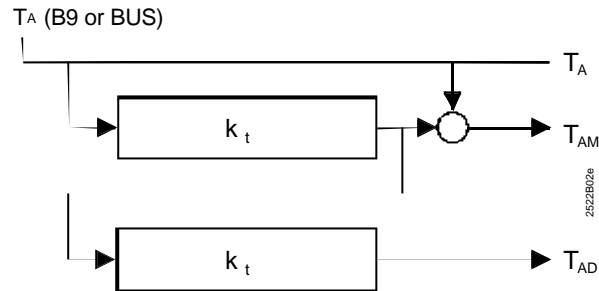 TA (B9 or BUS)
TA
kt
TAM
2522B02e
kt
TAD